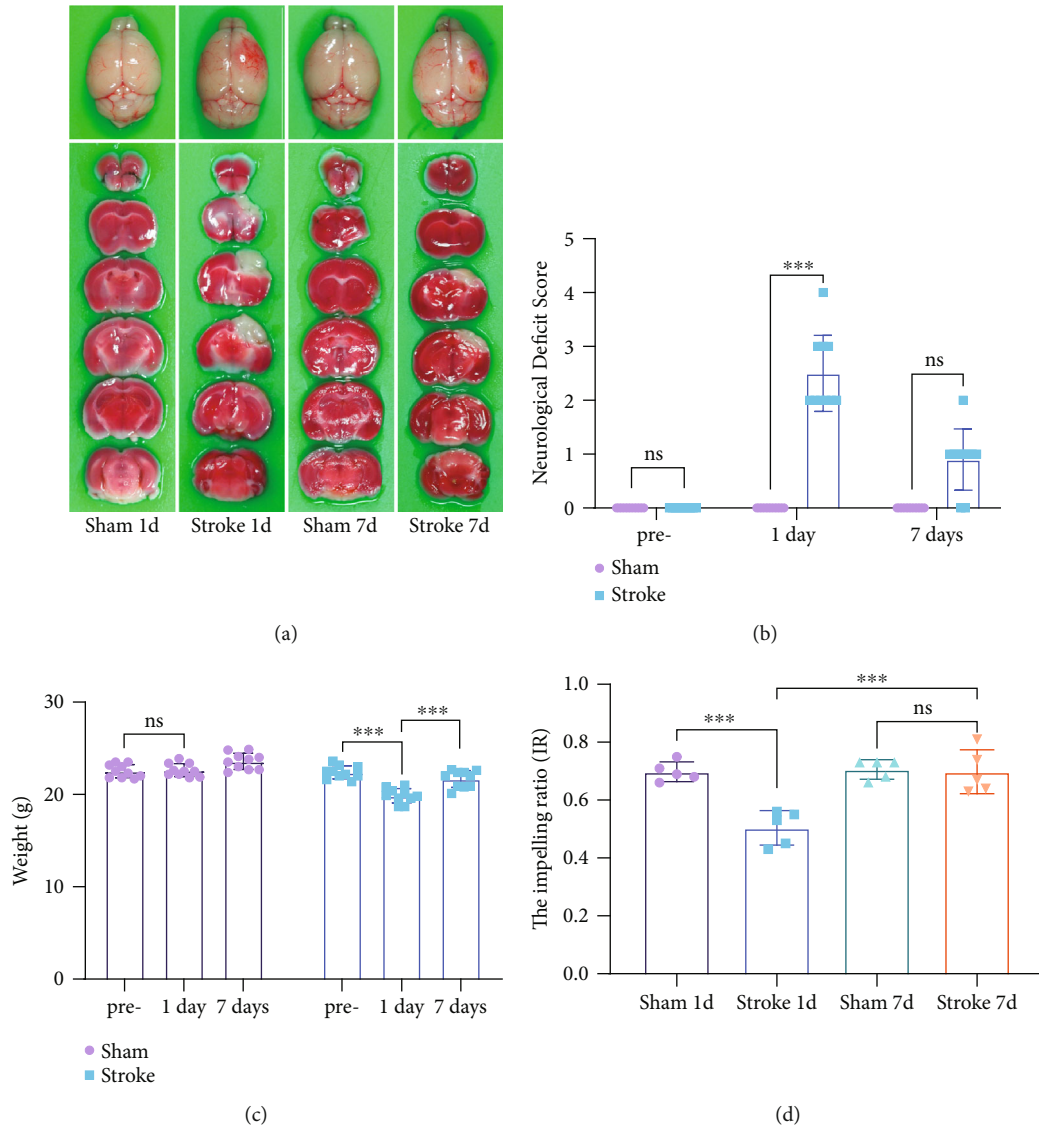 Sham 1d Stroke 1d Sham 7d Stroke 7d
(a)
Neurological Deficit Score
5
4
3
2
1
0
ns
***
ns
pre- 1 day 7 days
Sham
Stroke
(b)
Weight (g)
30
20
10
0
ns
***
***
pre- 1 day 7 days pre- 1 day 7 days
Sham
Stroke
(c)
The impelling ratio (IR)
1.0
0.8
0.6
0.4
0.2
0.0
***
***
ns
Sham 1d Stroke 1d Sham 7d Stroke 7d
(d)